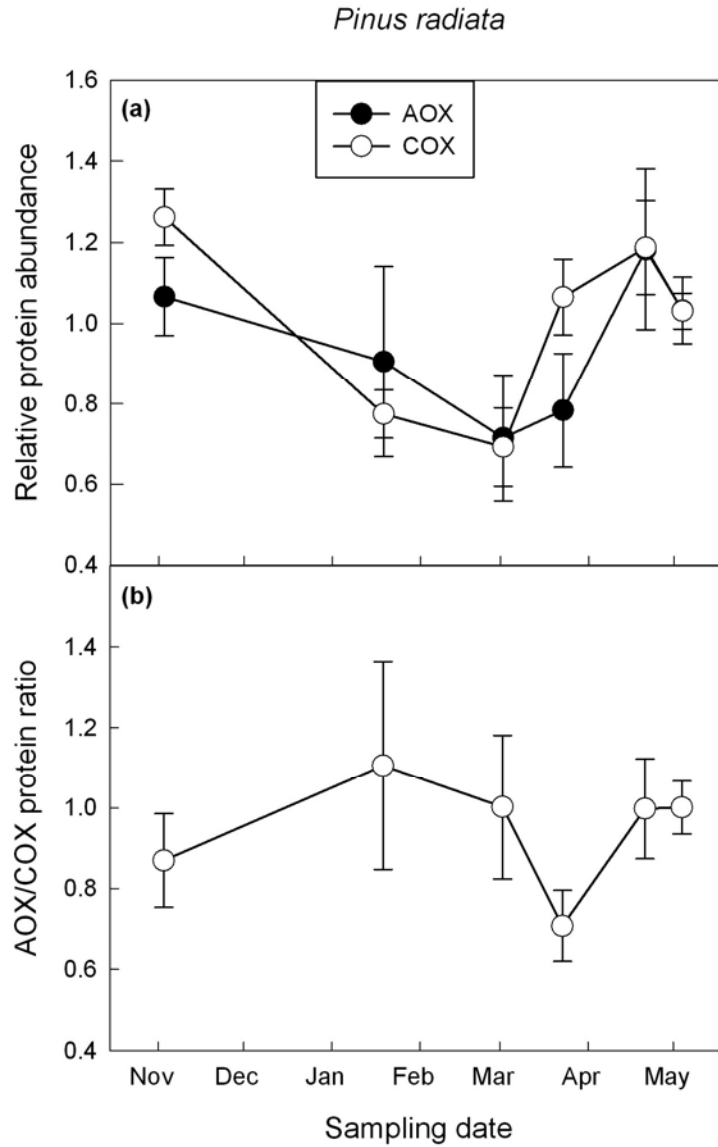 Pinus radiata
(a)
AOX
COX
Relative protein abundance
1.6
1.4
1.2
1.0
0.8
0.6
0.4
(b)
AOX/COX protein ratio
1.4
1.2
1.0
0.8
0.6
0.4
Nov Dec Jan Feb Mar Apr May
Sampling date